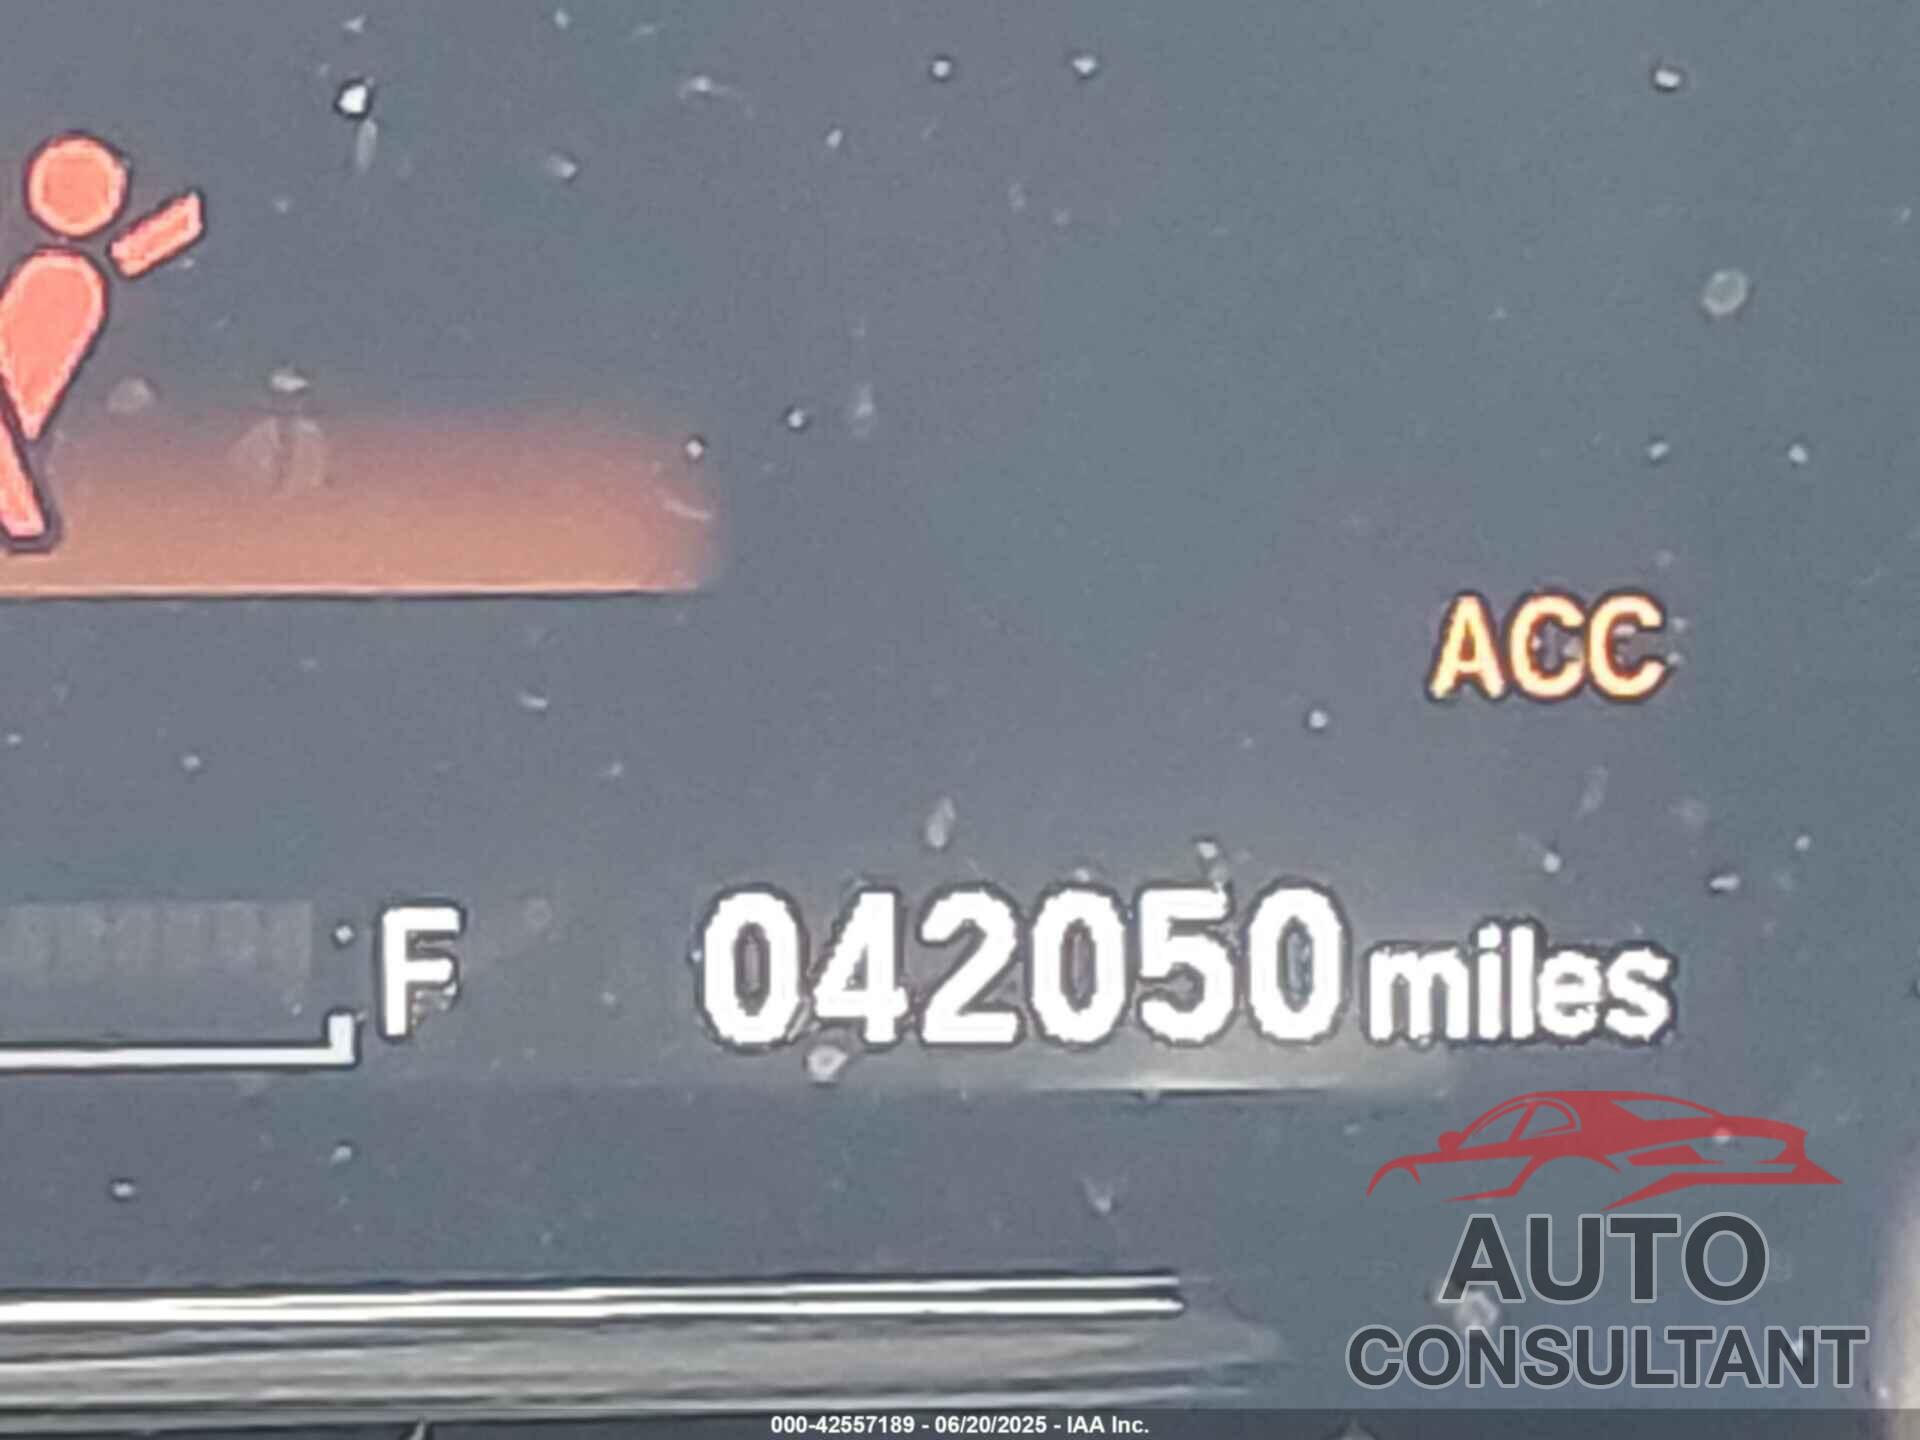 ACC
F 042050 miles
AUTO
CONSULTANT
000-42557189 - 06/20/2025 - IAA Inc.